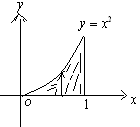 y
y = x²
o
1
x